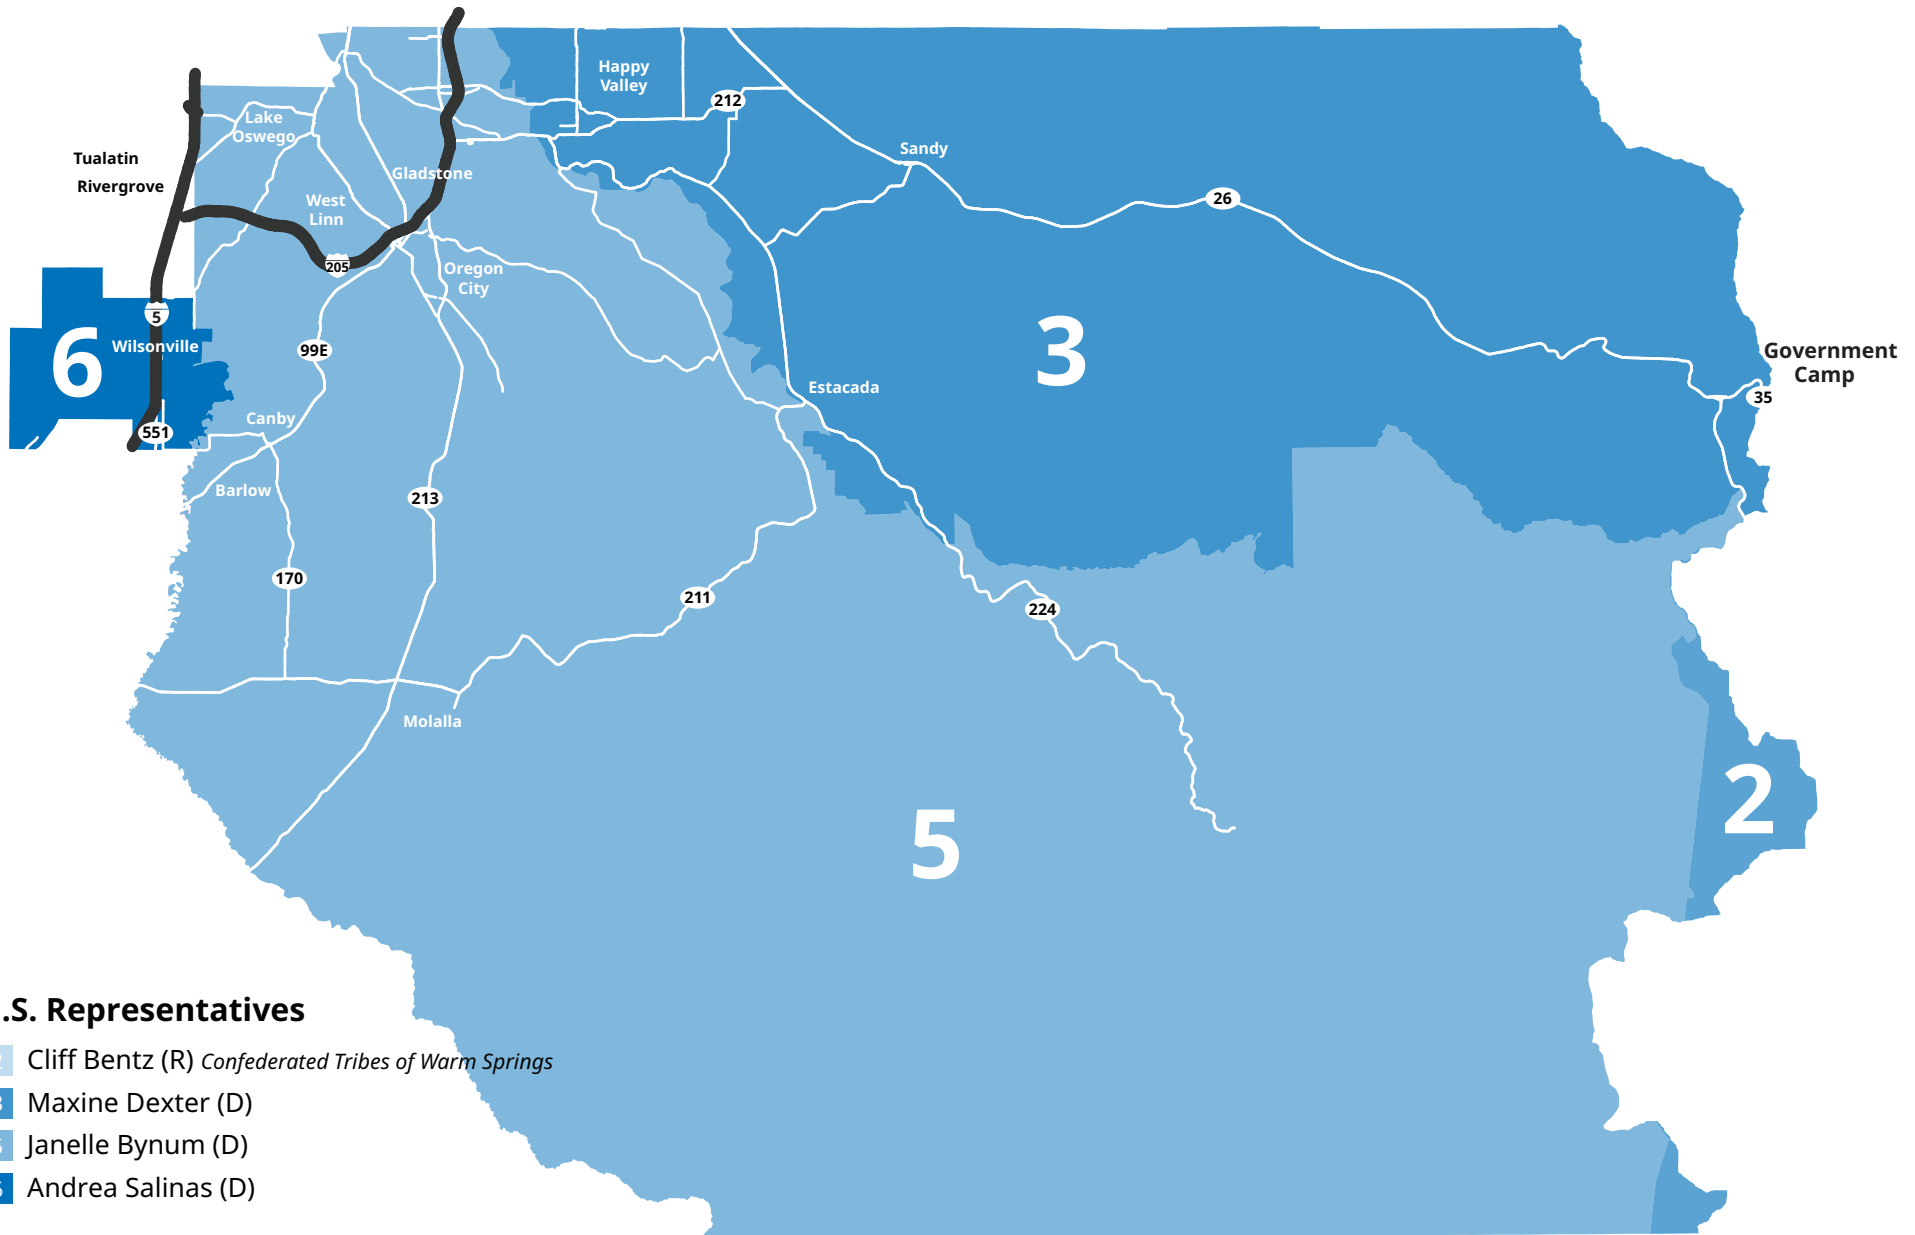 Happy
Valley
212
Lake
Oswego
Sandy
Tualatin
Gladstone
Rivergrove
26
West
Linn
205
Oregon
City
5
3
6
Wilsonville
99E
Government
Camp
Estacada
35
Canby
551
Barlow
213
170
211
224
Molalla
2
5
.S. Representatives
Cliff Bentz (R) Confederated Tribes of Warm Springs
3 Maxine Dexter (D)
Janelle Bynum (D)
Andrea Salinas (D)